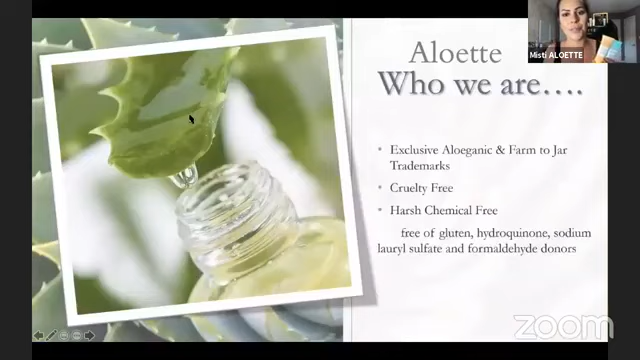 Misti ALOETTE
Aloette
Who we are….
• Exclusive Aloeganic & Farm to Jar
Trademarks
• Cruelty Free
• Harsh Chemical Free
free of gluten, hydroquinone, sodium
lauryl sulfate and formaldehyde donors
zoom